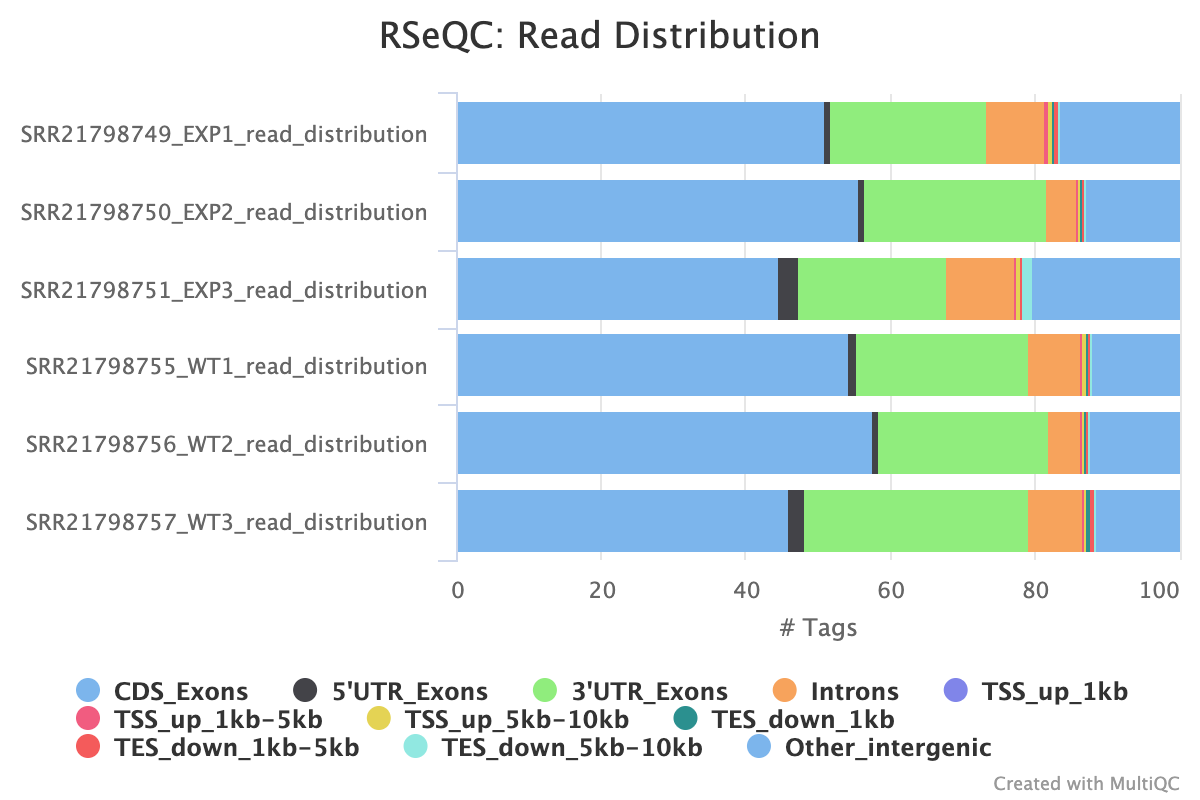 RSeQC: Read Distribution
SRR21798749_EXP1_read_distribution
SRR21798750_EXP2_read_distribution
SRR21798751_EXP3_read_distribution
SRR21798755_WT1_read_distribution
SRR21798756_WT2_read_distribution
SRR21798757_WT3_read_distribution
0 20 40 60 80 100
# Tags
CDS_Exons 5'UTR_Exons 3'UTR_Exons Introns TSS_up_1kb
TSS_up_1kb-5kb TSS_up_5kb-10kb TES_down_1kb
TES_down_1kb-5kb TES_down_5kb-10kb Other_intergenic
Created with MultiQC